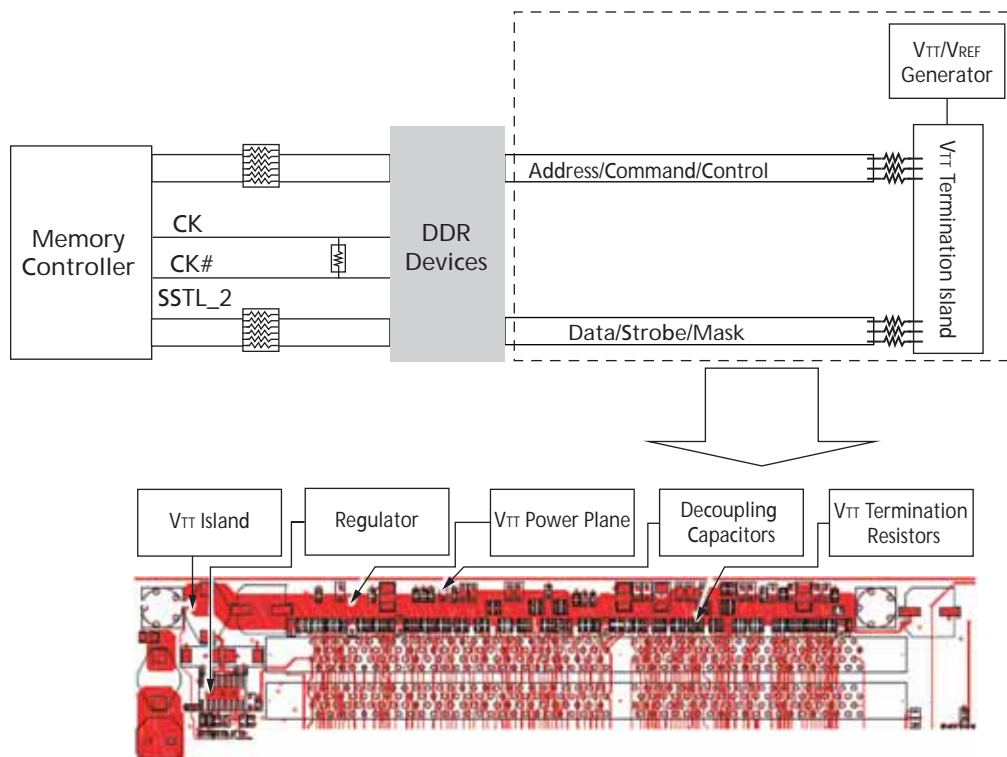 VTT/VREF
Generator
VTT Termination Island
Address/Command/Control
Memory
Controller
CK
CK#
SSTL_2
DDR
Devices
Data/Strobe/Mask
VTT Island
Regulator
VTT Power Plane
Decoupling
Capacitors
VTT Termination
Resistors